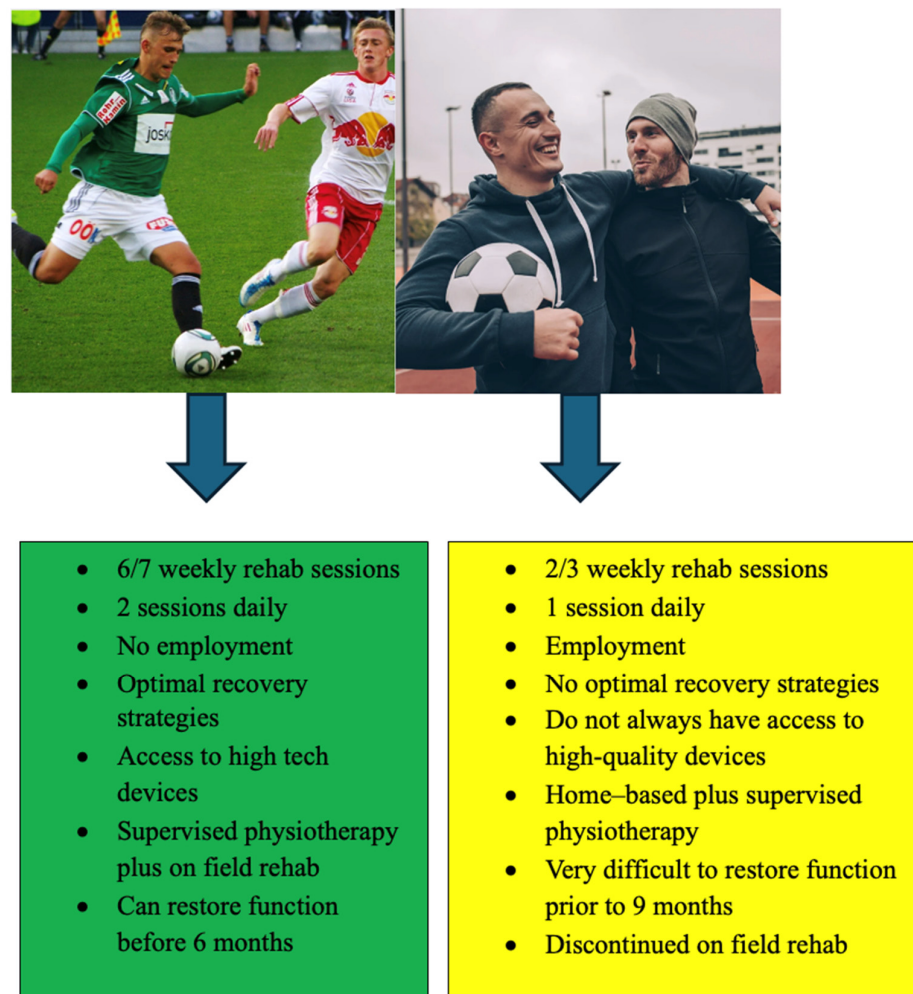 Rohr
Kamin
josko
6/7 weekly rehab sessions
2 sessions daily
No employment
Optimal recovery
strategies
Access to high tech
devices
Supervised physiotherapy
plus on field rehab
Can restore function
before 6 months
2/3 weekly rehab sessions
1 session daily
Employment
No optimal recovery strategies
Do not always have access to
high-quality devices
Home–based plus supervised
physiotherapy
Very difficult to restore function
prior to 9 months
Discontinued on field rehab